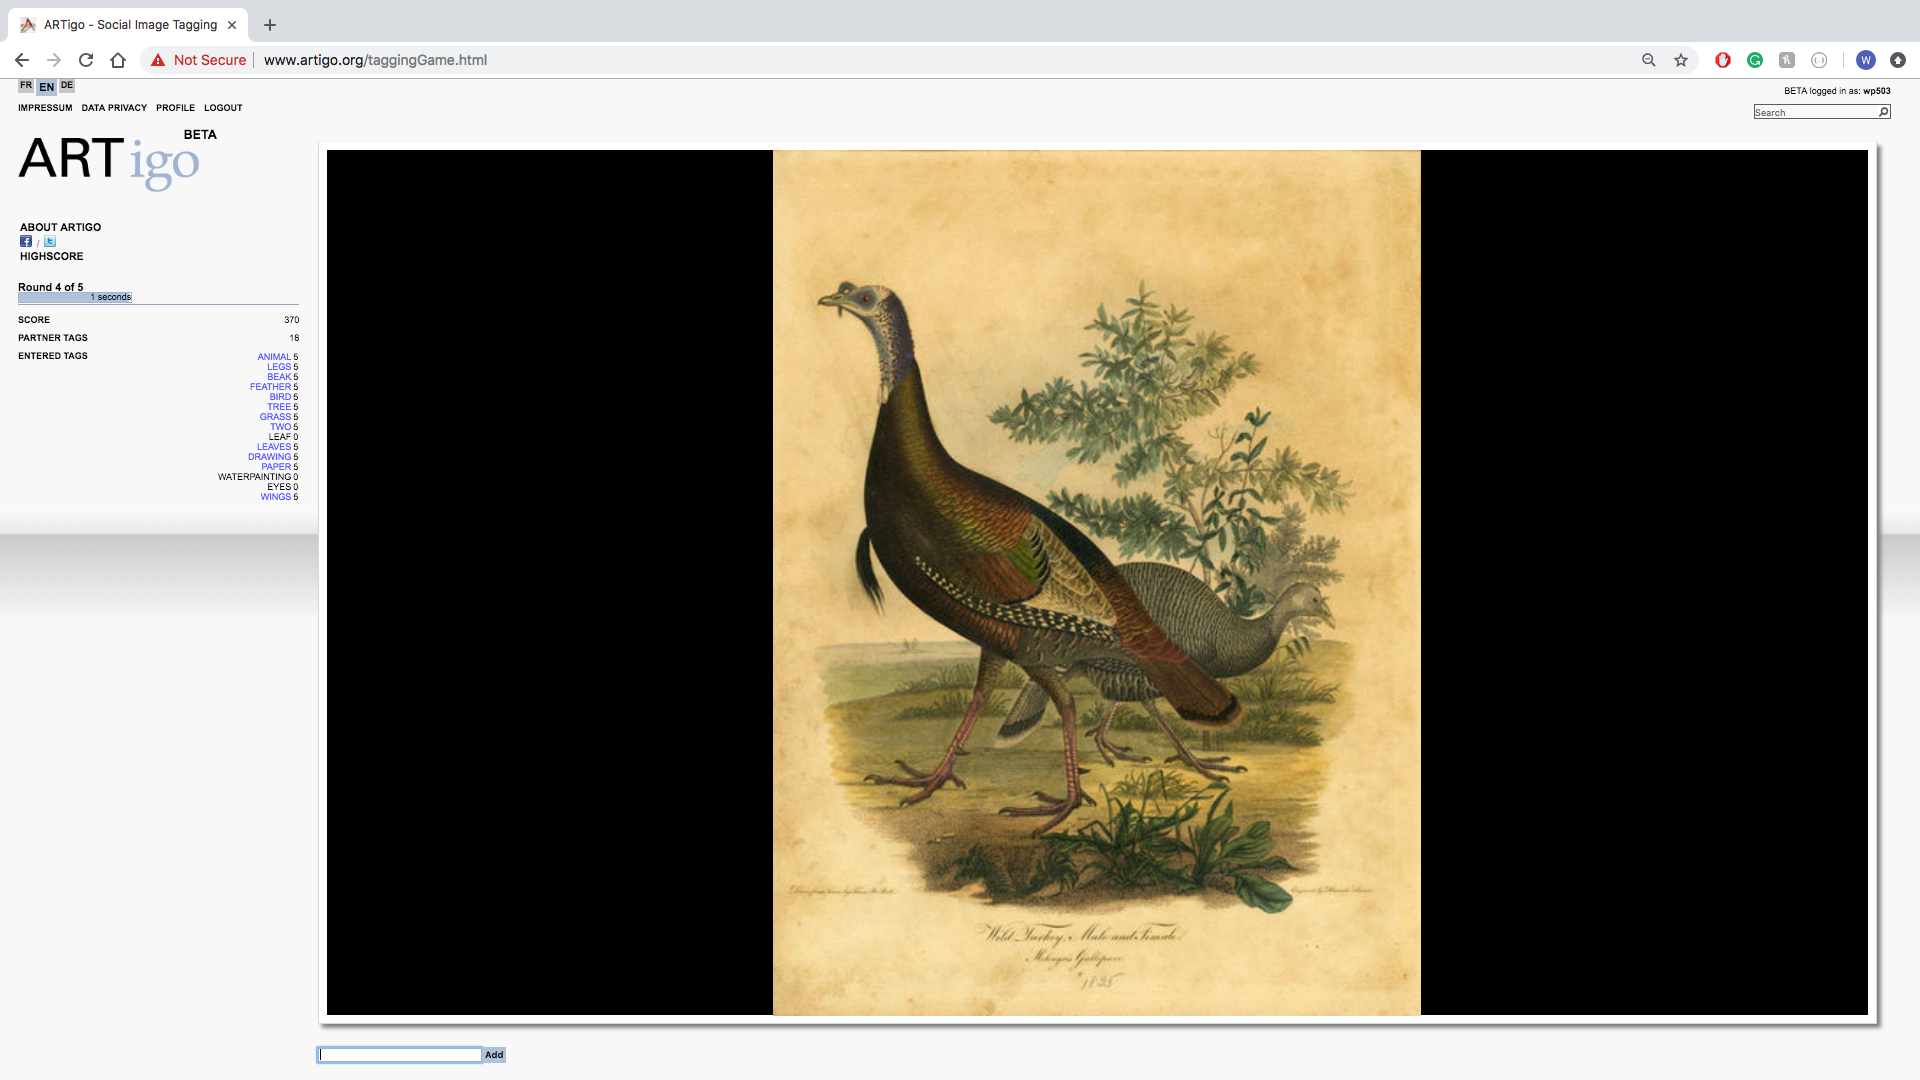 ARTigo - Social Image Tagging
Not Secure www.artigo.org/taggingGame.html
W
FR EN DE
BETA logged in as: wp503
IMPRESSUM DATA PRIVACY PROFILE LOGOUT
Search
BETA
ARTigo
ABOUT ARTIGO
/
HIGHSCORE
Round 4 of 5
1 seconds
SCORE 370
PARTNER TAGS 18
ENTERED TAGS
ANIMAL 5
LEGS 5
BEAK 5
FEATHER 5
BIRD 5
TREE 5
GRASS 5
TWO 5
LEAF 0
LEAVES 5
DRAWING 5
PAPER 5
WATERPAINTING 0
EYES 0
WINGS 5
Wild Turkey, Male and Female.
Meleagris Gallopavo.
1825
Add